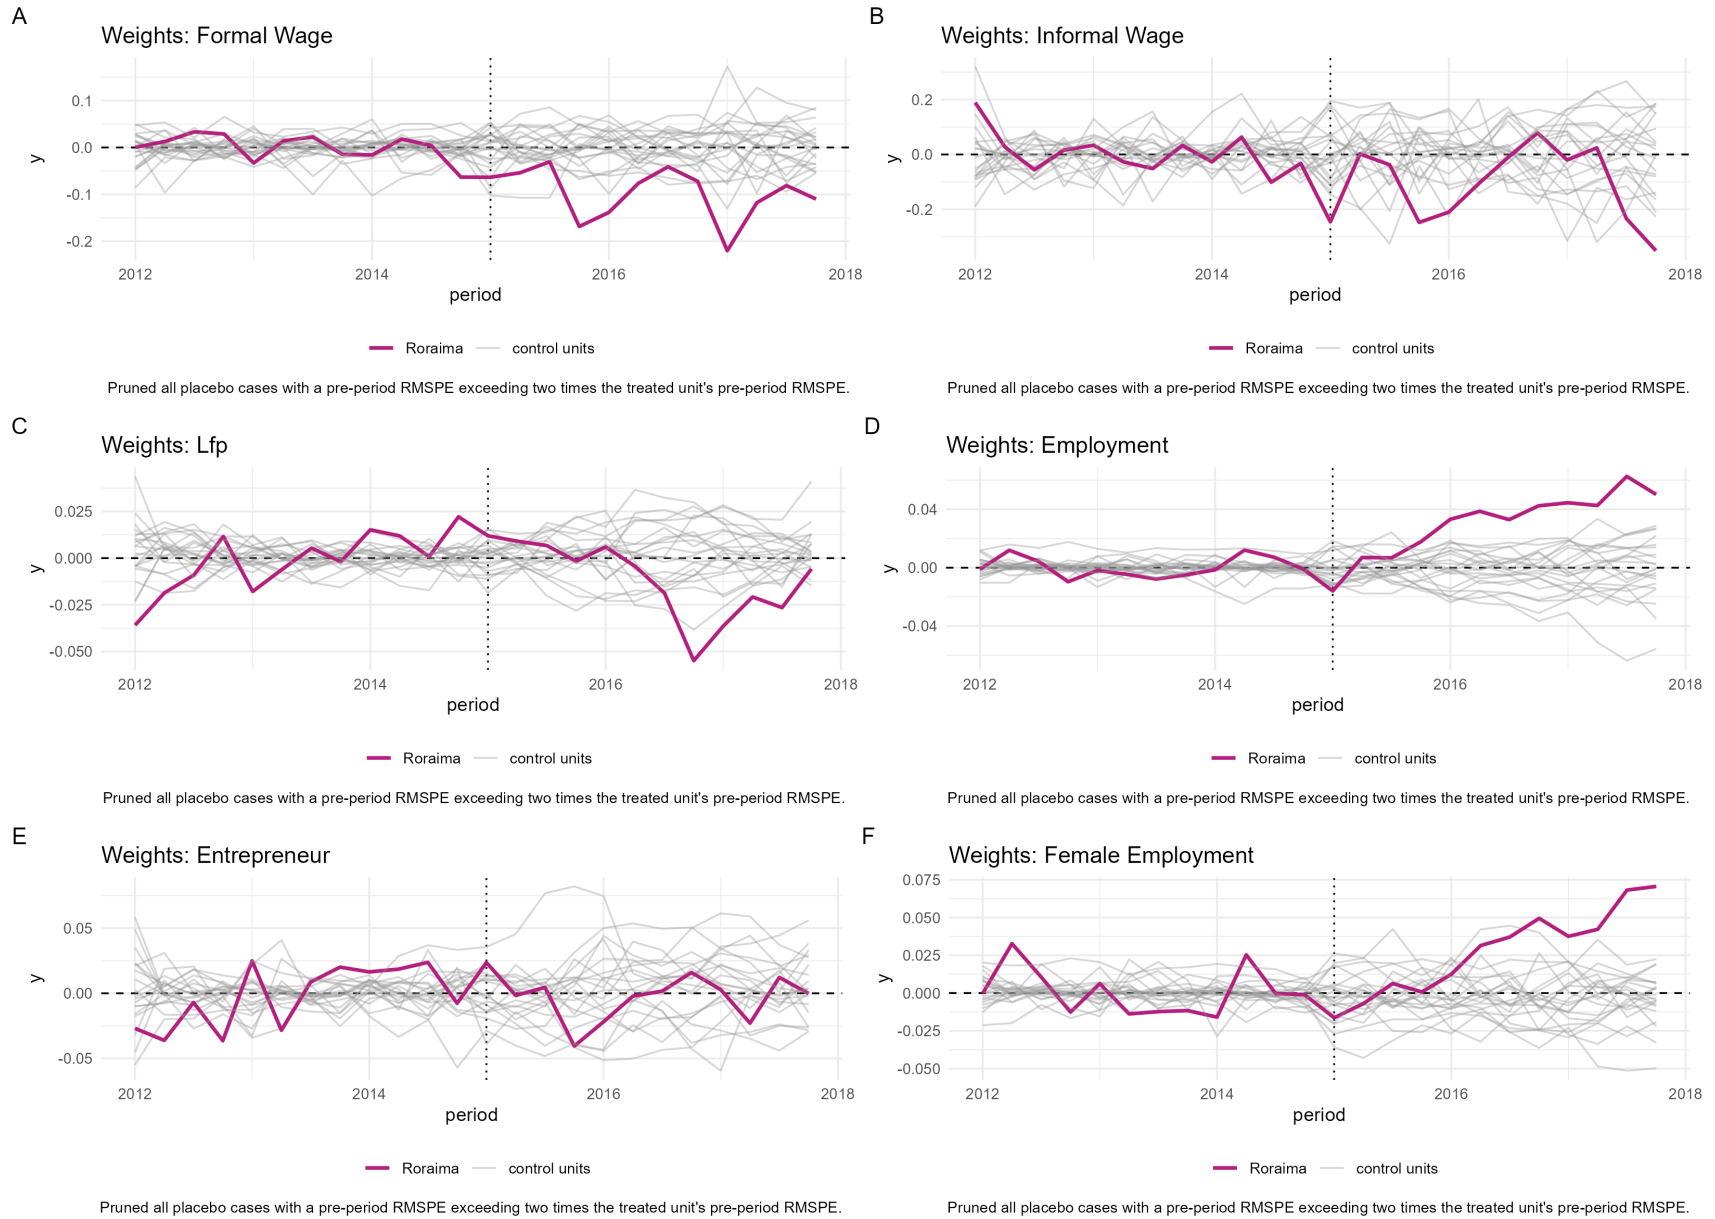 A
Weights: Formal Wage
y
0.1
0.0
-0.1
-0.2
2012 2014 2016 2018
period
Roraima control units
Pruned all placebo cases with a pre-period RMSPE exceeding two times the treated unit's pre-period RMSPE.
B
Weights: Informal Wage
y
0.2
0.0
-0.2
2012 2014 2016 2018
period
Roraima control units
Pruned all placebo cases with a pre-period RMSPE exceeding two times the treated unit's pre-period RMSPE.
C
Weights: Lfp
y
0.025
0.000
-0.025
-0.050
2012 2014 2016 2018
period
Roraima control units
Pruned all placebo cases with a pre-period RMSPE exceeding two times the treated unit's pre-period RMSPE.
D
Weights: Employment
y
0.04
0.00
-0.04
2012 2014 2016 2018
period
Roraima control units
Pruned all placebo cases with a pre-period RMSPE exceeding two times the treated unit's pre-period RMSPE.
E
Weights: Entrepreneur
y
0.05
0.00
-0.05
2012 2014 2016 2018
period
Roraima control units
Pruned all placebo cases with a pre-period RMSPE exceeding two times the treated unit's pre-period RMSPE.
F
Weights: Female Employment
y
0.075
0.050
0.025
0.000
-0.025
-0.050
2012 2014 2016 2018
period
Roraima control units
Pruned all placebo cases with a pre-period RMSPE exceeding two times the treated unit's pre-period RMSPE.